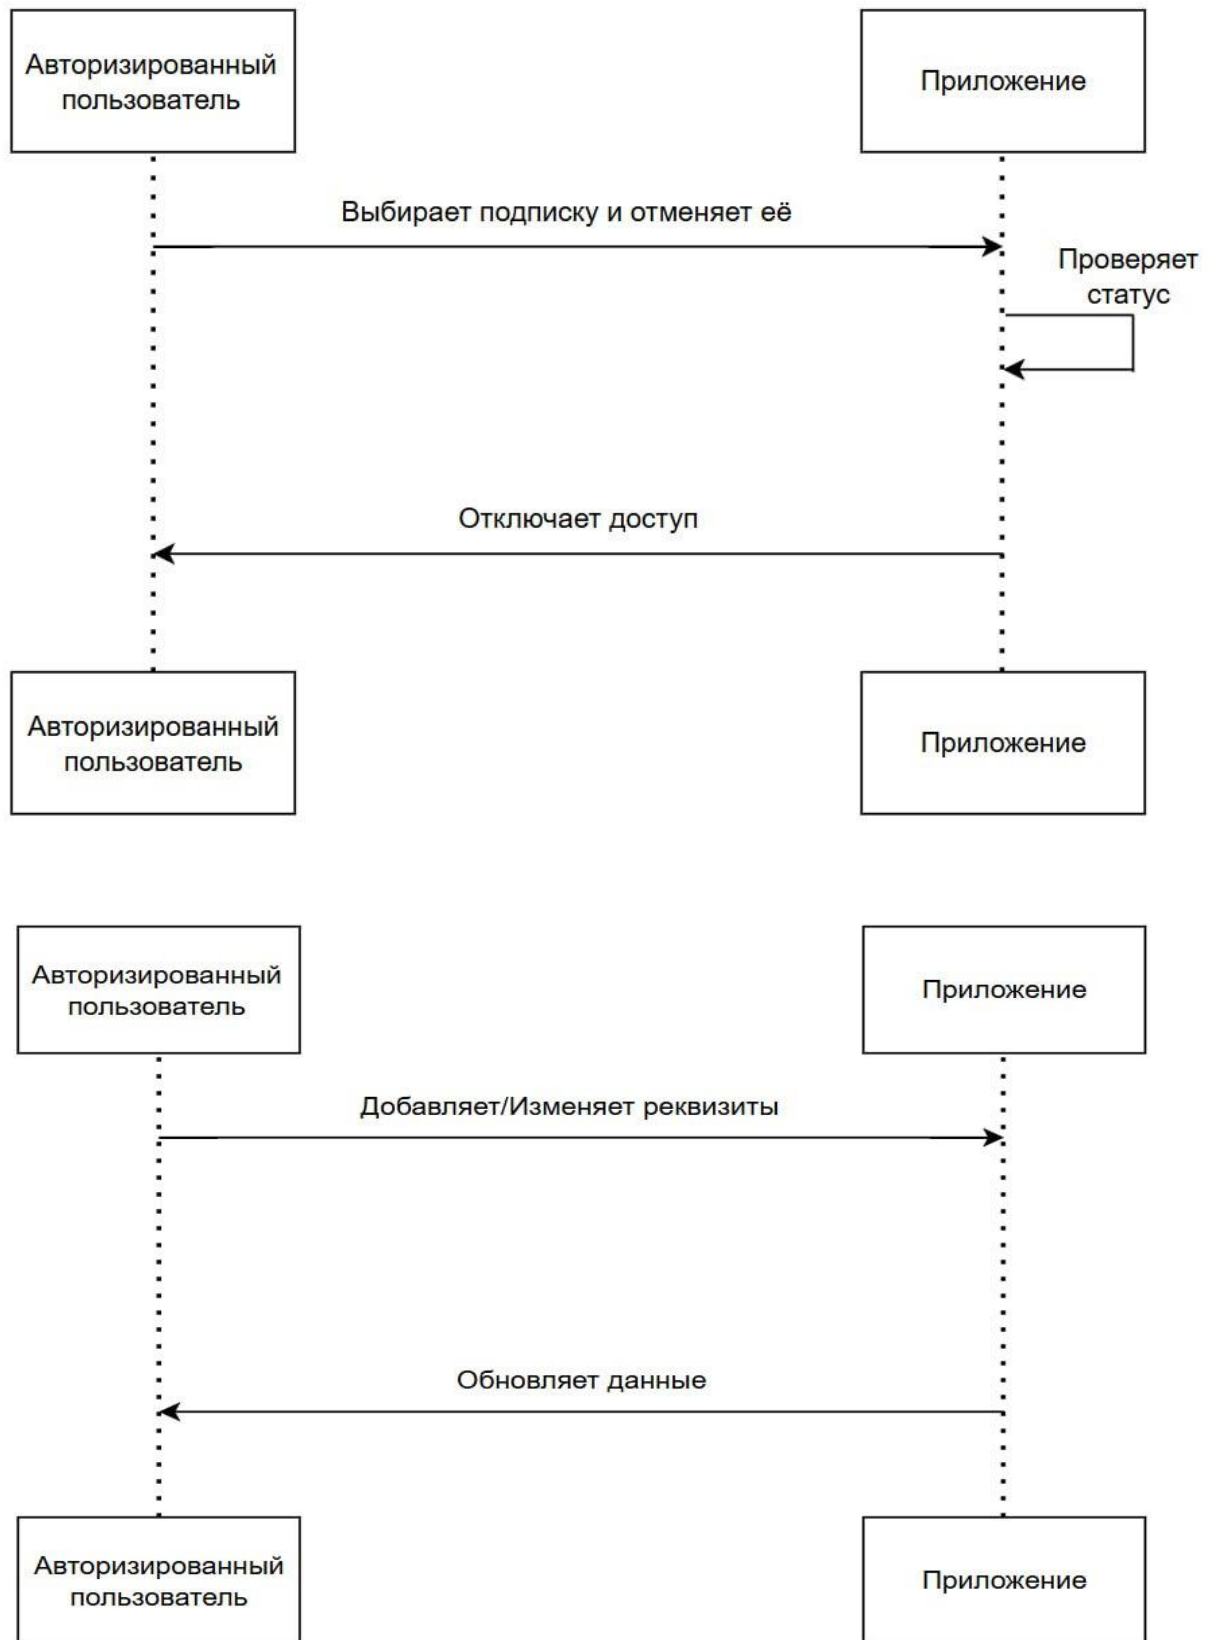 Авторизированный
пользователь
Приложение
Выбирает подписку и отменяет её
Проверяет
статус
Отключает доступ
Авторизированный
пользователь
Приложение
Авторизированный
пользователь
Приложение
Добавляет/Изменяет реквизиты
Обновляет данные
Авторизированный
пользователь
Приложение